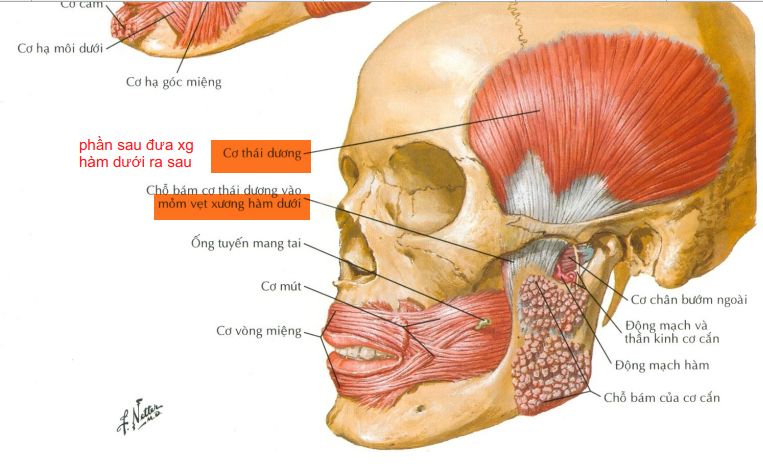 Cơ cằm
Cơ hạ môi dưới
Cơ hạ góc miệng
phần sau đưa xg
hàm dưới ra sau
Cơ thái dương
Chỗ bám cơ thái dương vào
mỏm vẹt xương hàm dưới
Ống tuyến mang tai
Cơ mút
Cơ vòng miệng
Cơ chân bướm ngoài
Động mạch và
thần kinh cơ cắn
Động mạch hàm
Chỗ bám của cơ cắn
F. Netter
M.D.